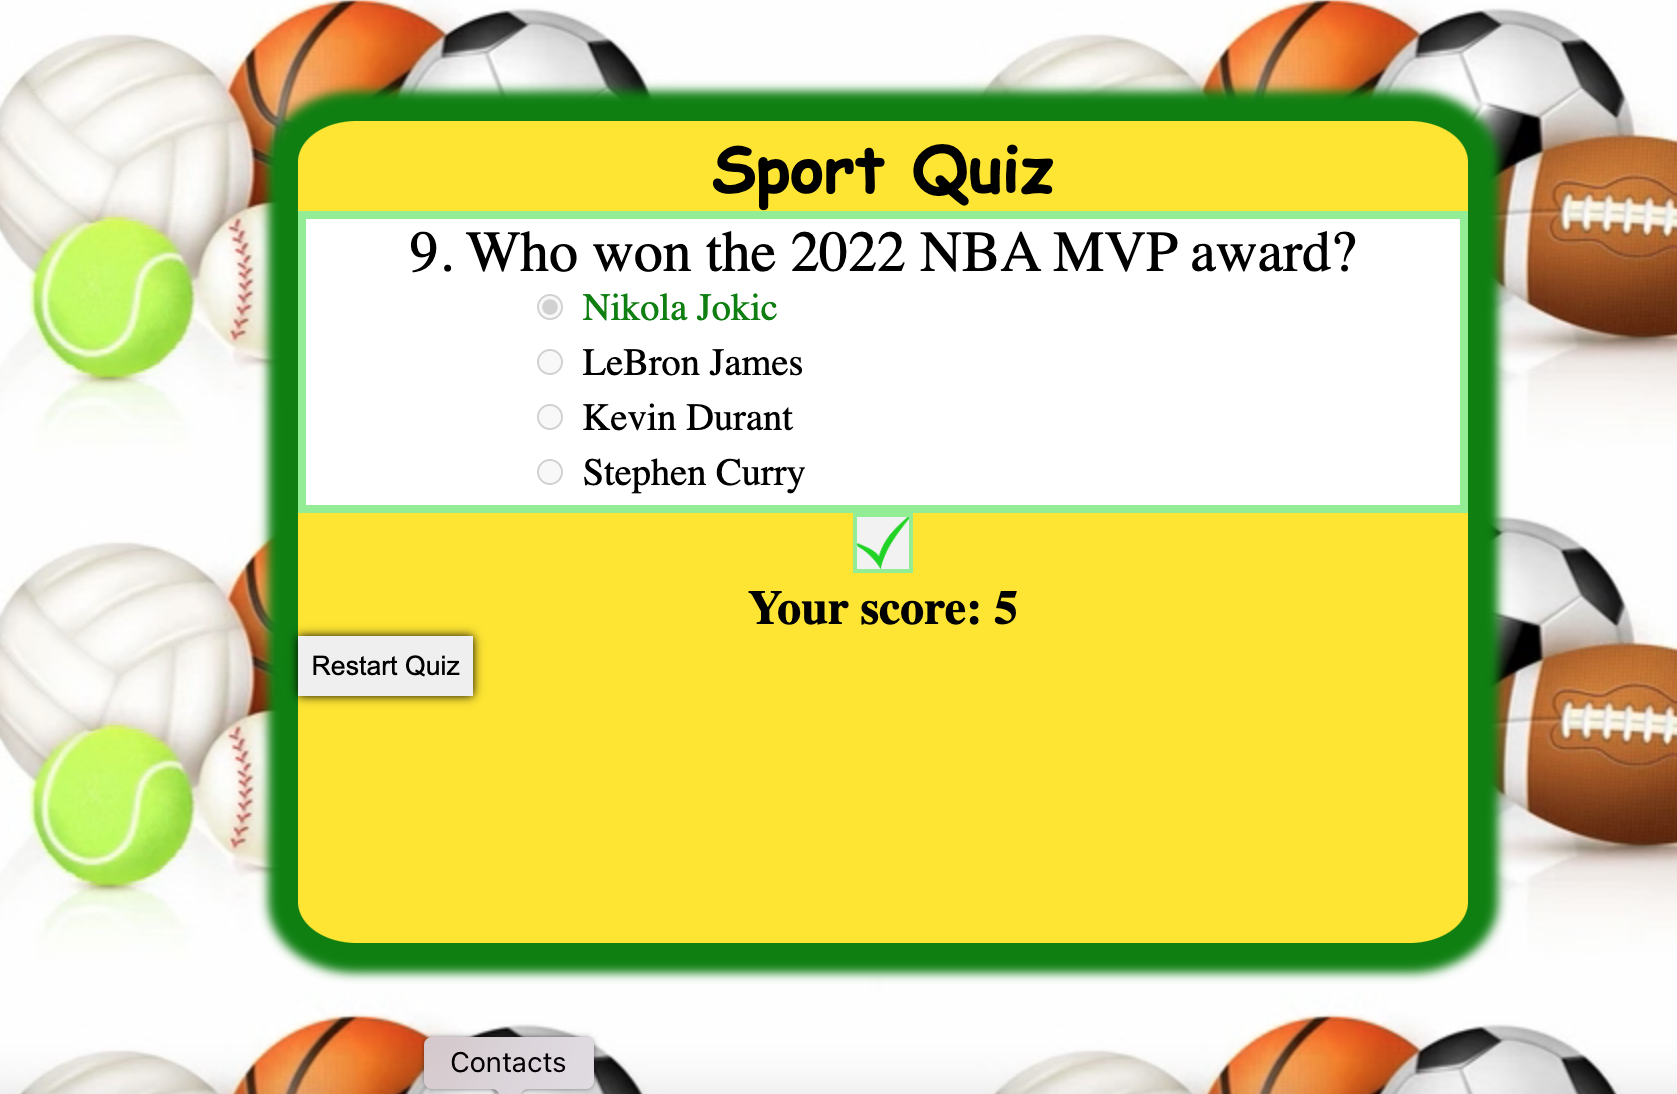 Sport Quiz
9. Who won the 2022 NBA MVP award?
Nikola Jokic
LeBron James
Kevin Durant
Stephen Curry
Your score: 5
Restart Quiz
Contacts